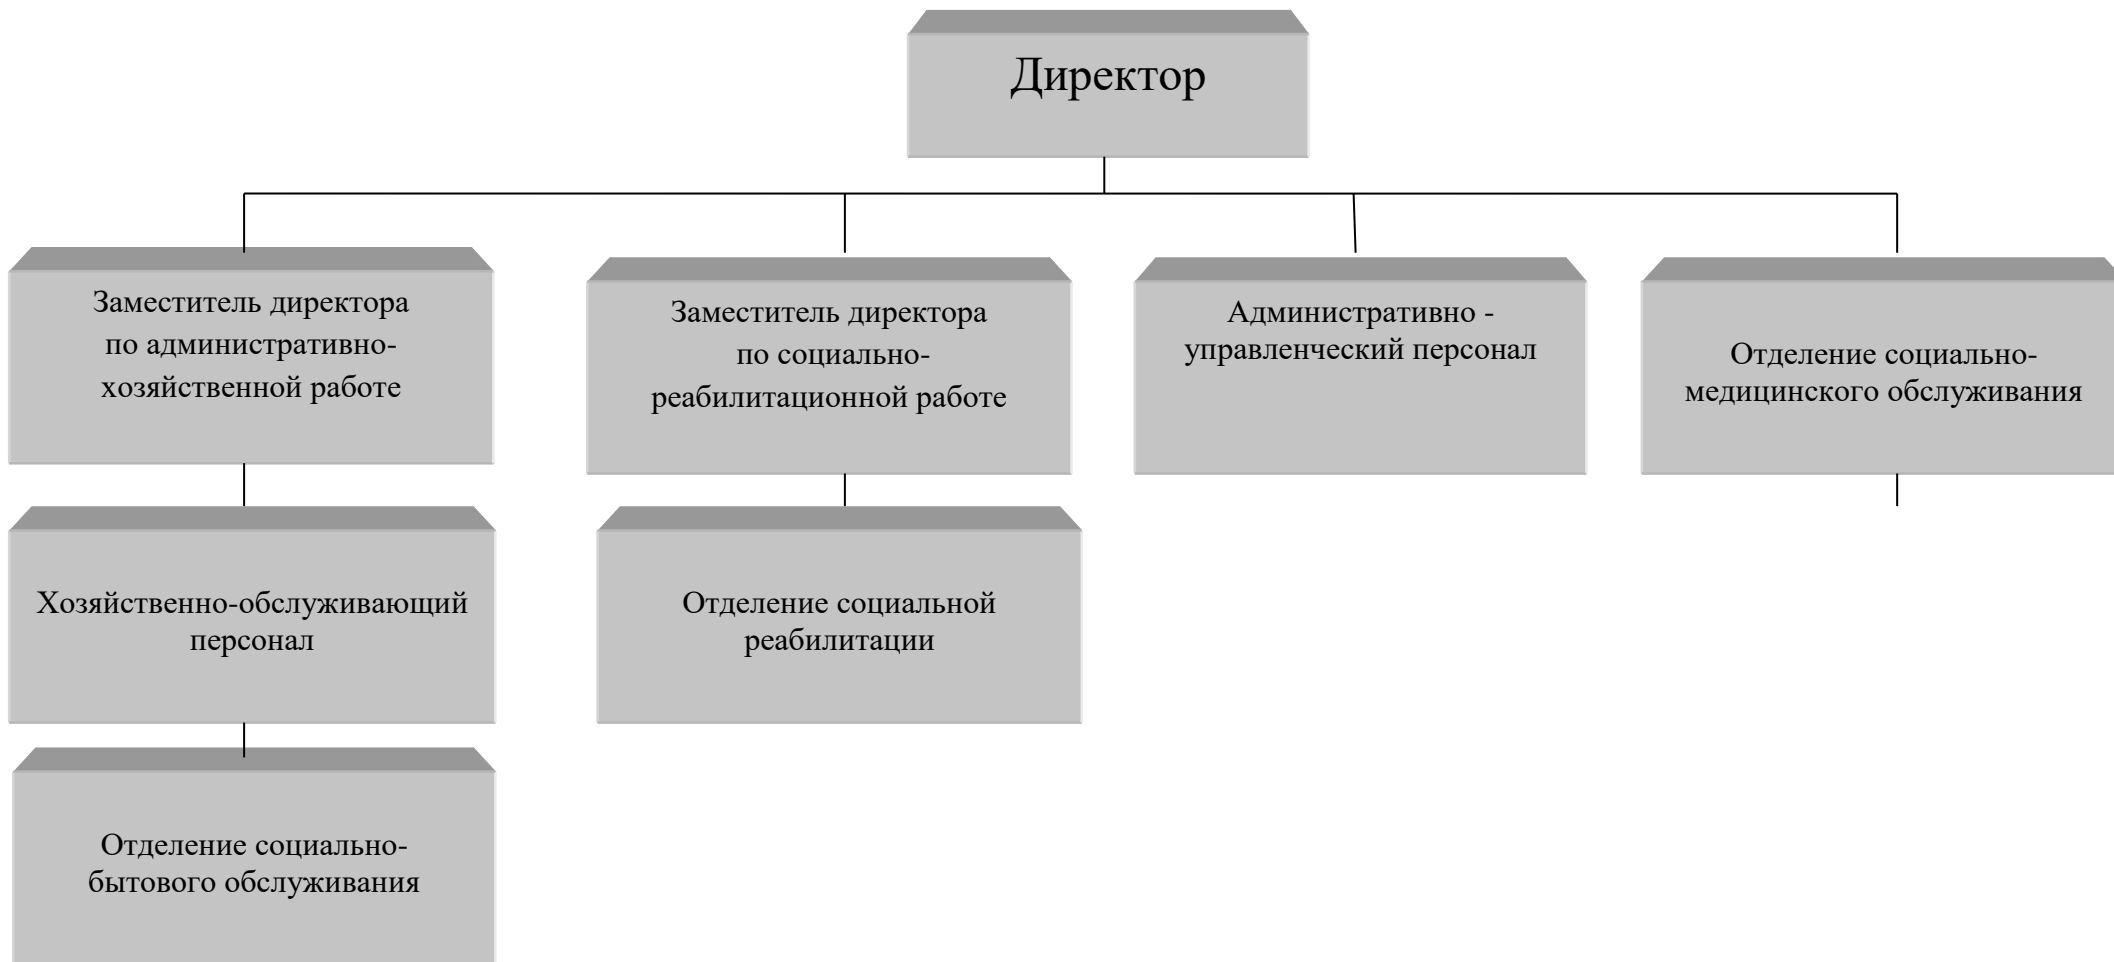 Директор
Заместитель директора
по административно-
хозяйственной работе
Заместитель директора
по социально-
реабилитационной работе
Административно -
управленческий персонал
Отделение социально-
медицинского обслуживания
Хозяйственно-обслуживающий
персонал
Отделение социальной
реабилитации
Отделение социально-
бытового обслуживания